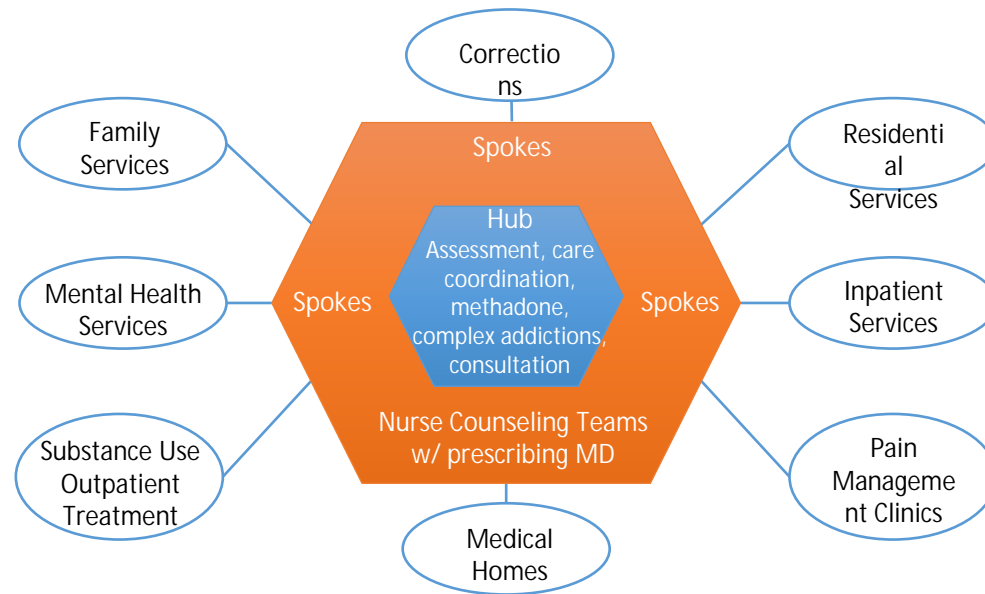 Correctio
ns
Family
Services
Residenti
al
Services
Spokes
Hub
Assessment, care
coordination,
methadone,
complex addictions,
consultation
Mental Health
Services
Spokes
Spokes
Inpatient
Services
Nurse Counseling Teams
w/ prescribing MD
Substance Use
Outpatient
Treatment
Pain
Manageme
nt Clinics
Medical
Homes